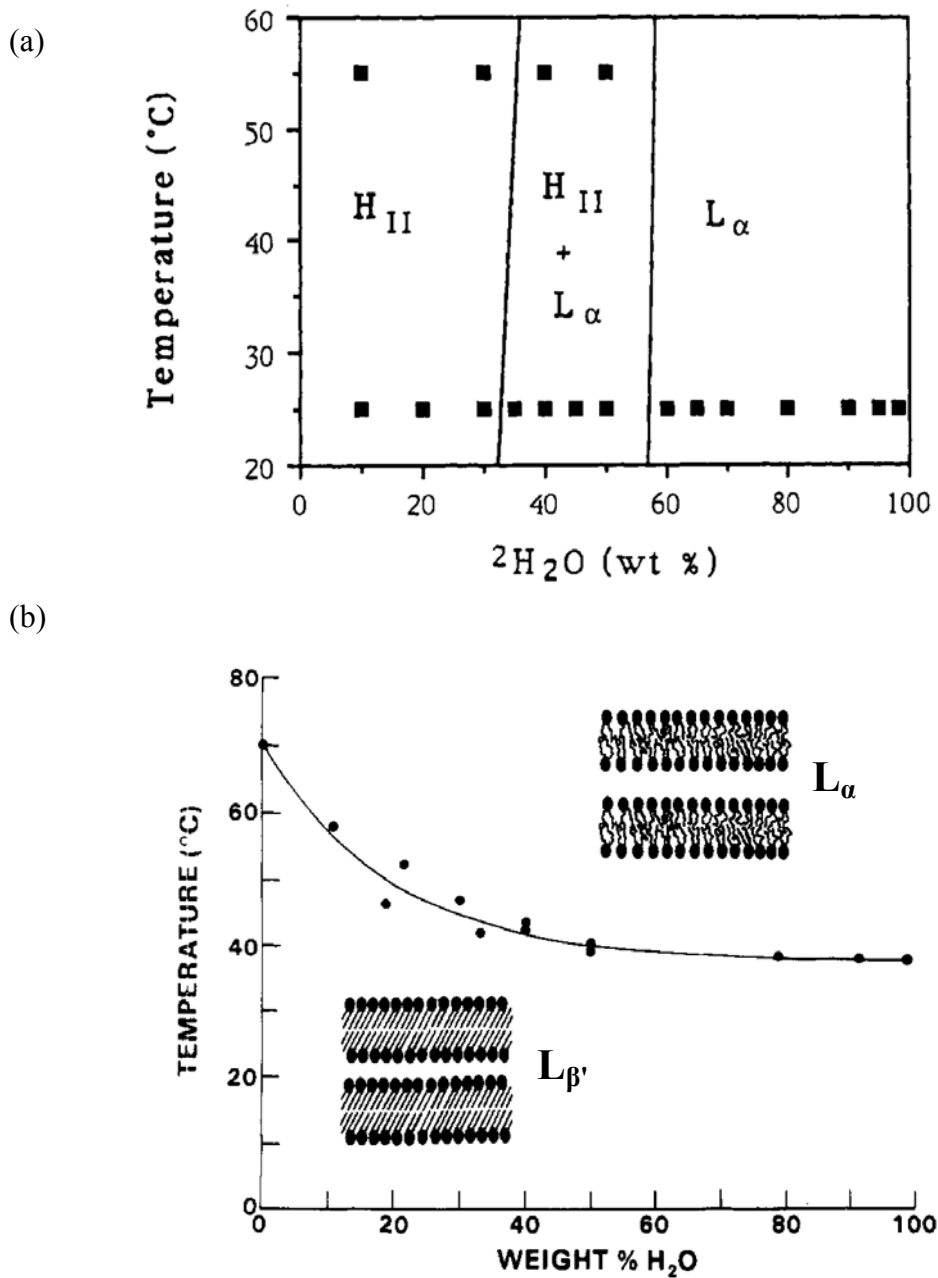 (a)
Temperature (°C)
60
50
40
30
20
H II
H II
+
L α
L α
0 20 40 60 80 100
²H₂O (wt %)
(b)
TEMPERATURE (°C)
80
60
40
20
0
Lα
Lβ'
0 20 40 60 80 100
WEIGHT % H₂O